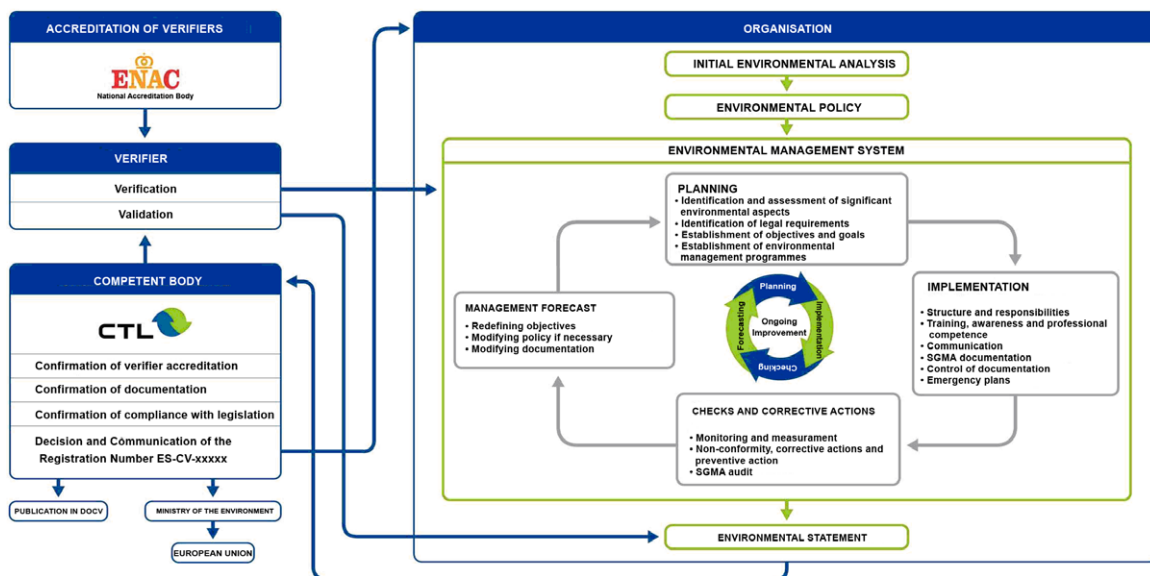 ACCREDITATION OF VERIFIERS
ENAC
National Accreditation Body
VERIFIER
Verification
Validation
COMPETENT BODY
CTL
Confirmation of verifier accreditation
Confirmation of documentation
Confirmation of compliance with legislation
Decision and Communication of the
Registration Number ES-CV-xxxxx
PUBLICATION IN DOCV
MINISTRY OF THE ENVIRONMENT
EUROPEAN UNION
ORGANISATION
INITIAL ENVIRONMENTAL ANALYSIS
ENVIRONMENTAL POLICY
ENVIRONMENTAL MANAGEMENT SYSTEM
PLANNING
• Identification and assessment of significant
environmental aspects
• Identification of legal requirements
• Establishment of objectives and goals
• Establishment of environmental
management programmes
MANAGEMENT FORECAST
• Redefining objectives
• Modifying policy if necessary
• Modifying documentation
Planning
Implementation
Checking
Forecasting
Ongoing
Improvement
IMPLEMENTATION
• Structure and responsibilities
• Training, awareness and professional
competence
• Communication
• SGMA documentation
• Control of documentation
• Emergency plans
CHECKS AND CORRECTIVE ACTIONS
• Monitoring and measurament
• Non-conformity, corrective actions and
preventive action
• SGMA audit
ENVIRONMENTAL STATEMENT